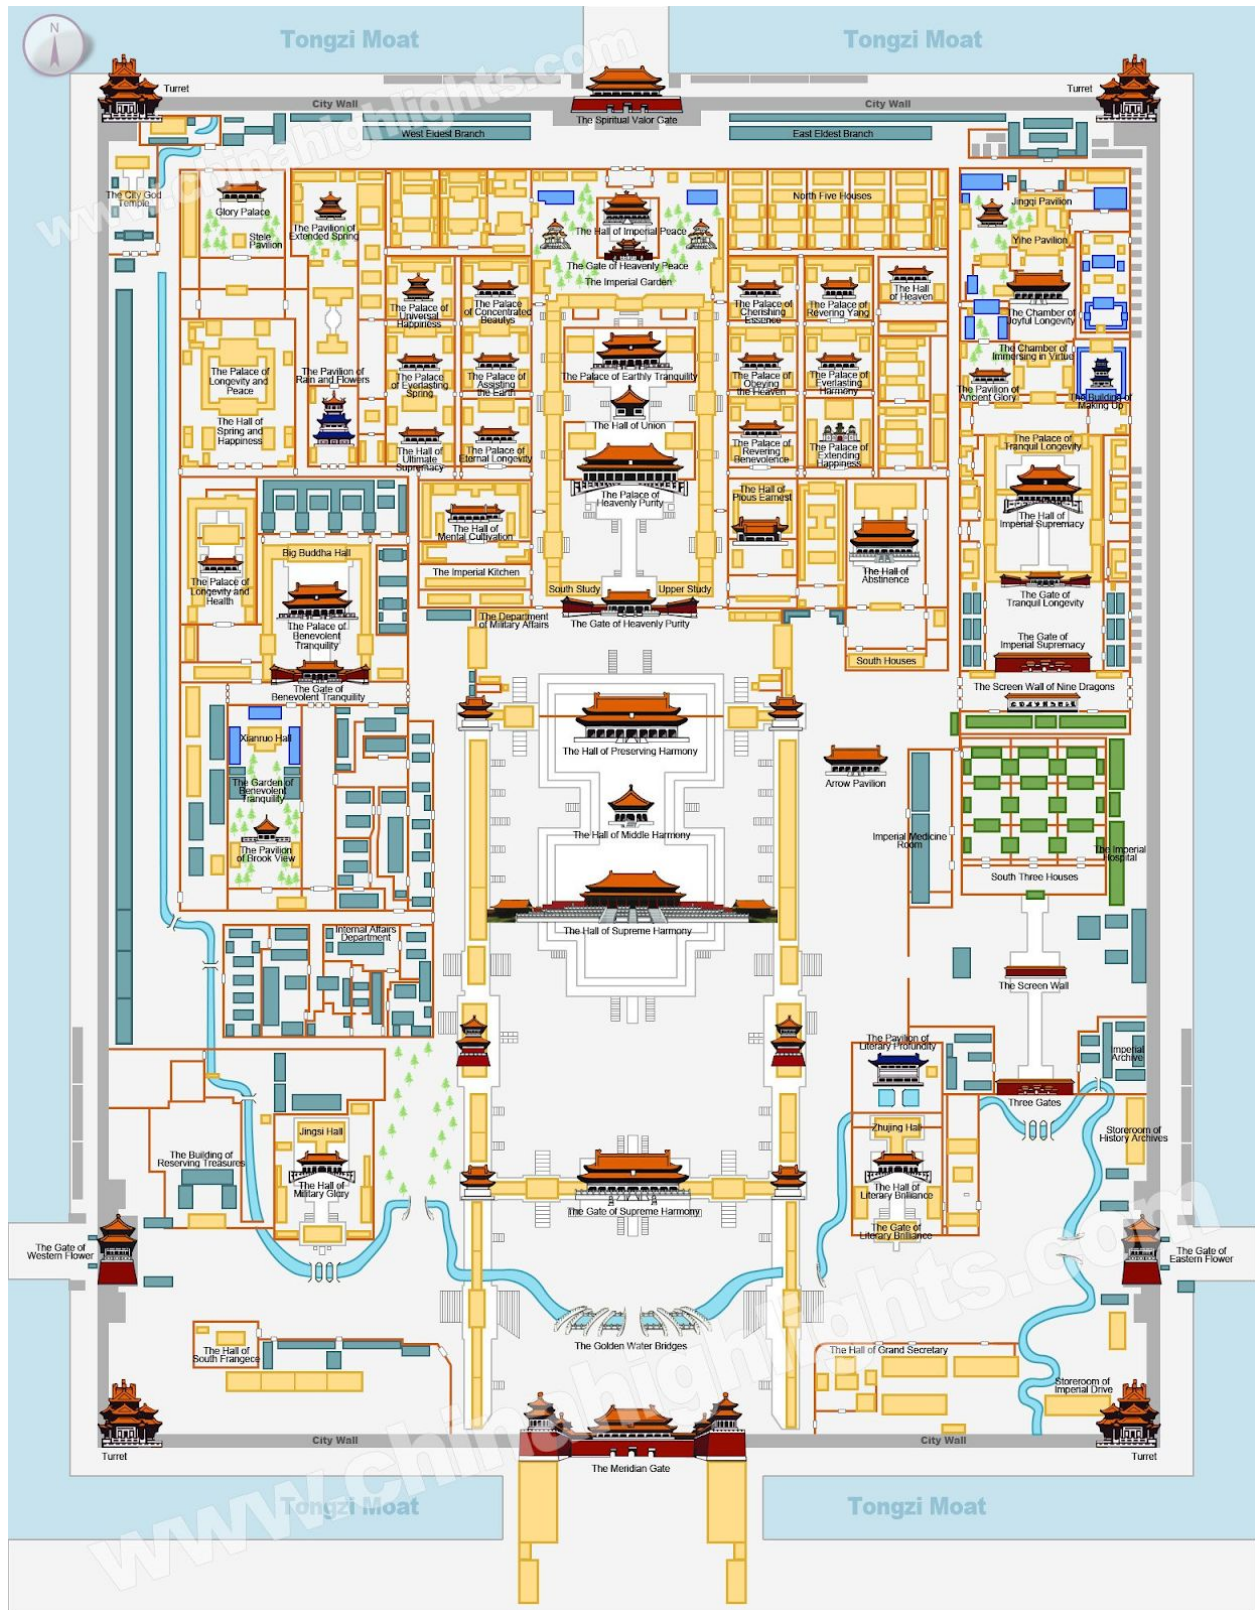 N
Tongzi Moat
Tongzi Moat
www.chinahighlights.com
Turret
Turret
City Wall
City Wall
The Spiritual Valor Gate
West Eldest Branch
East Eldest Branch
The City God
Temple
Glory Palace
Stele
Pavilion
The Pavilion of
Extended Spring
The Hall of Imperial Peace
The Gate of Heavenly Peace
The Imperial Garden
North Five Houses
Jingqi Pavilion
Yihe Pavilion
The Palace of
Universal
Happiness
The Palace
of Concentrated
Beautys
The Palace of
Cherishing
Essence
The Palace of
Revering Yang
The Hall
of Heaven
The Chamber of
Joyful Longevity
The Palace of
Longevity and
Peace
The Hall of
Spring and
Happiness
The Pavilion of
Rain and Flowers
The Palace
of Everlasting
Spring
The Palace of
Assisting
the Earth
The Palace of Earthly Tranquility
The Hall of Union
The Palace of
Obeying
the Heaven
The Palace of
Everlasting
Harmony
The Chamber of
Immersing in Virtue
The Pavilion of
Ancient Glory
The Building of
Making Up
The Hall of
Ultimate
Supremacy
The Palace of
Eternal Longevity
The Palace of
Heavenly Purity
The Palace of
Revering
Benevolence
The Palace of
Extending
Happiness
The Palace of
Tranquil Longevity
The Hall of
Imperial Supremacy
The Hall of
Mental Cultivation
The Imperial Kitchen
The Hall of
Pious Earnest
The Hall of
Abstinence
Big Buddha Hall
The Palace of
Longevity and
Health
The Palace of
Benevolent
Tranquility
The Gate of
Benevolent Tranquility
South Study
Upper Study
The Department
of Military Affairs
The Gate of Heavenly Purity
South Houses
The Gate of
Tranquil Longevity
The Gate of
Imperial Supremacy
The Screen Wall of Nine Dragons
Xianruo Hall
The Garden of
Benevolent
Tranquility
The Pavilion
of Brook View
The Hall of Preserving Harmony
The Hall of Middle Harmony
The Hall of Supreme Harmony
Arrow Pavilion
Imperial Medicine
Room
The Imperial
Hospital
South Three Houses
Internal Affairs
Department
The Screen Wall
The Pavilion of
Literary Profundity
Imperial
Archive
Three Gates
Storeroom of
History Archives
Jingsi Hall
The Building of
Reserving Treasures
The Hall of
Military Glory
The Gate of Supreme Harmony
Zhujing Hall
The Hall of
Literary Brilliance
The Gate of
Literary Brilliance
The Gate of
Western Flower
The Gate of
Eastern Flower
The Golden Water Bridges
The Hall of
South Frangece
The Hall of Grand Secretary
Storeroom of
Imperial Drive
City Wall
City Wall
Turret
Turret
The Meridian Gate
Tongzi Moat
Tongzi Moat
www.chinahighlights.com